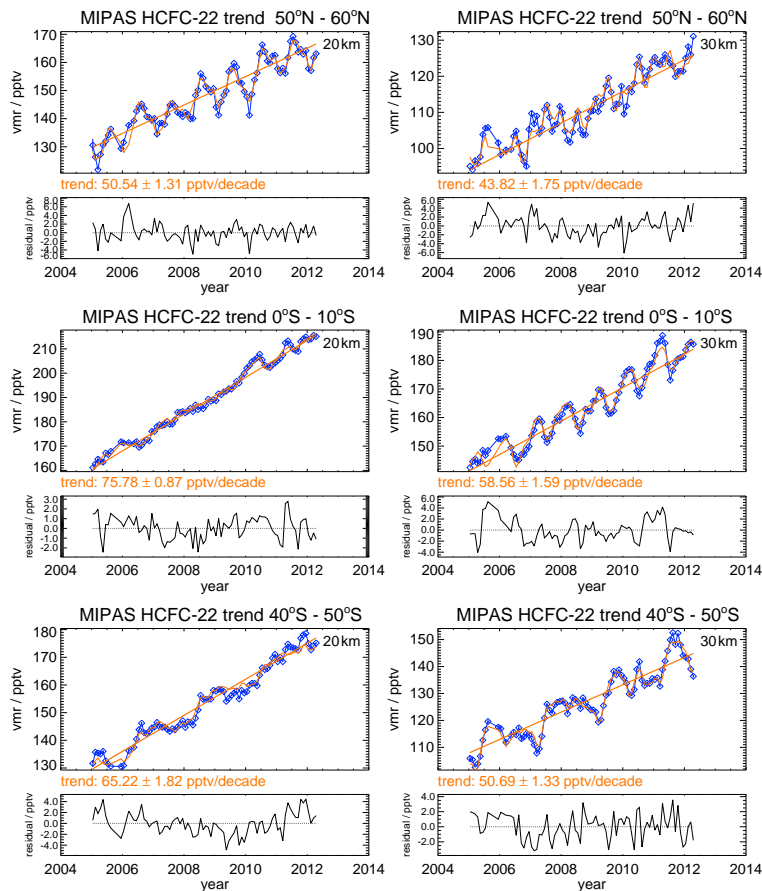 MIPAS HCFC-22 trend 50°N - 60°N
20km
vmr / pptv
170
160
150
140
130
trend: 50.54 ± 1.31 pptv/decade
residual / pptv
8.0
6.0
4.0
2.0
0.0
-2.0
-4.0
-6.0
2004 2006 2008 2010 2012 2014
year
MIPAS HCFC-22 trend 50°N - 60°N
30km
vmr / pptv
130
120
110
100
trend: 43.82 ± 1.75 pptv/decade
residual / pptv
6.0
4.0
2.0
0.0
-2.0
-4.0
-6.0
2004 2006 2008 2010 2012 2014
year
MIPAS HCFC-22 trend 0°S - 10°S
20km
vmr / pptv
210
200
190
180
170
160
trend: 75.78 ± 0.87 pptv/decade
residual / pptv
3.0
2.0
1.0
0.0
-1.0
-2.0
2004 2006 2008 2010 2012 2014
year
MIPAS HCFC-22 trend 0°S - 10°S
30km
vmr / pptv
190
180
170
160
150
trend: 58.56 ± 1.59 pptv/decade
residual / pptv
6.0
4.0
2.0
0.0
-2.0
-4.0
2004 2006 2008 2010 2012 2014
year
MIPAS HCFC-22 trend 40°S - 50°S
20km
vmr / pptv
180
170
160
150
140
130
trend: 65.22 ± 1.82 pptv/decade
residual / pptv
4.0
2.0
0.0
-2.0
-4.0
2004 2006 2008 2010 2012 2014
year
MIPAS HCFC-22 trend 40°S - 50°S
30km
vmr / pptv
150
140
130
120
110
trend: 50.69 ± 1.33 pptv/decade
residual / pptv
4.0
2.0
0.0
-2.0
2004 2006 2008 2010 2012 2014
year